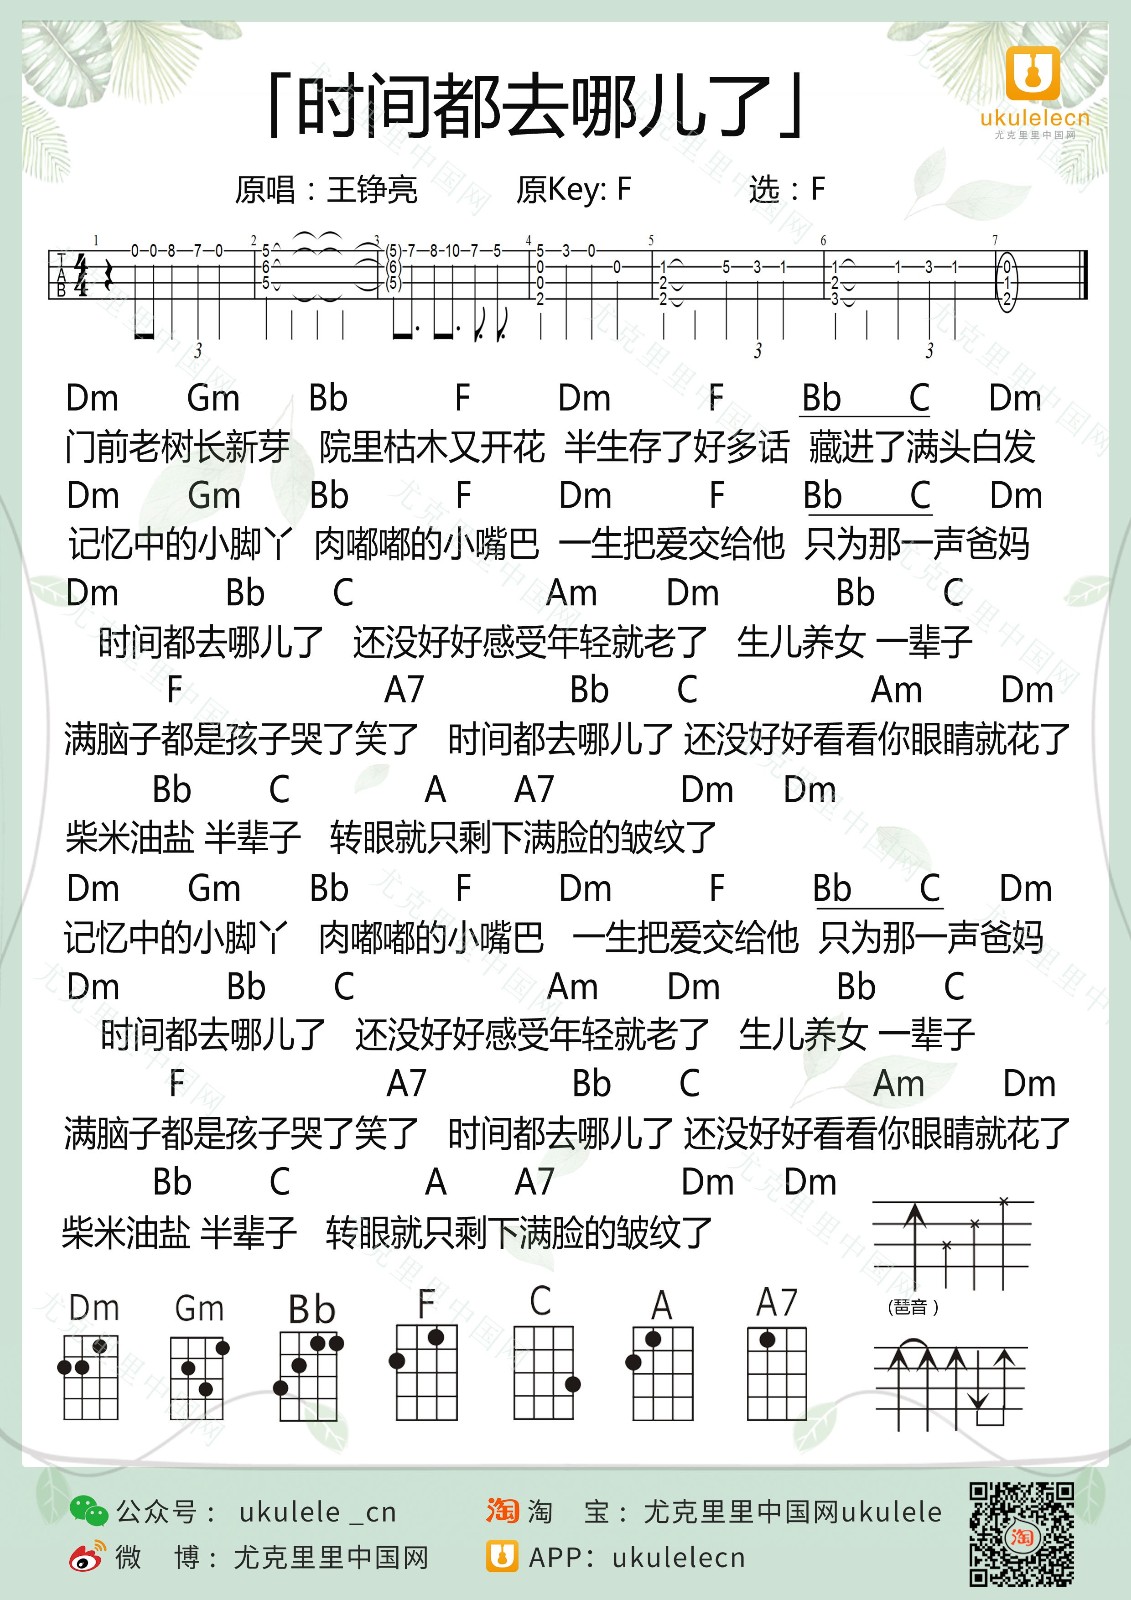 「时间都去哪儿了」
ukulelecn
尤克里里中国网
原唱：王铮亮 原Key: F 选：F
1 2 3 4 5 6 7
0 0 8 7 0 5 (5) 7 8 10 7 5 5 3 0
6 (6) 0 0 1 5 3 1 1 1 3 1 0
5 (5) 0 2 2 1
2 2 3 2
T A B 4 4
3 3 3
Dm Gm Bb F Dm F Bb C Dm
门前老树长新芽 院里枯木又开花 半生存了好多话 藏进了满头白发
Dm Gm Bb F Dm F Bb C Dm
记忆中的小脚丫 肉嘟嘟的小嘴巴 一生把爱交给他 只为那一声爸妈
Dm Bb C Am Dm Bb C
时间都去哪儿了 还没好好感受年轻就老了 生儿养女 一辈子
F A7 Bb C Am Dm
满脑子都是孩子哭了笑了 时间都去哪儿了 还没好好看看你眼睛就花了
Bb C A A7 Dm Dm
柴米油盐 半辈子 转眼就只剩下满脸的皱纹了
Dm Gm Bb F Dm F Bb C Dm
记忆中的小脚丫 肉嘟嘟的小嘴巴 一生把爱交给他 只为那一声爸妈
Dm Bb C Am Dm Bb C
时间都去哪儿了 还没好好感受年轻就老了 生儿养女 一辈子
F A7 Bb C Am Dm
满脑子都是孩子哭了笑了 时间都去哪儿了 还没好好看看你眼睛就花了
Bb C A A7 Dm Dm
柴米油盐 半辈子 转眼就只剩下满脸的皱纹了
Dm Gm Bb F C A A7
(琶音)
公众号： ukulele _cn 淘 淘 宝：尤克里里中国网ukulele
微 博：尤克里里中国网 APP：ukulelecn
淘